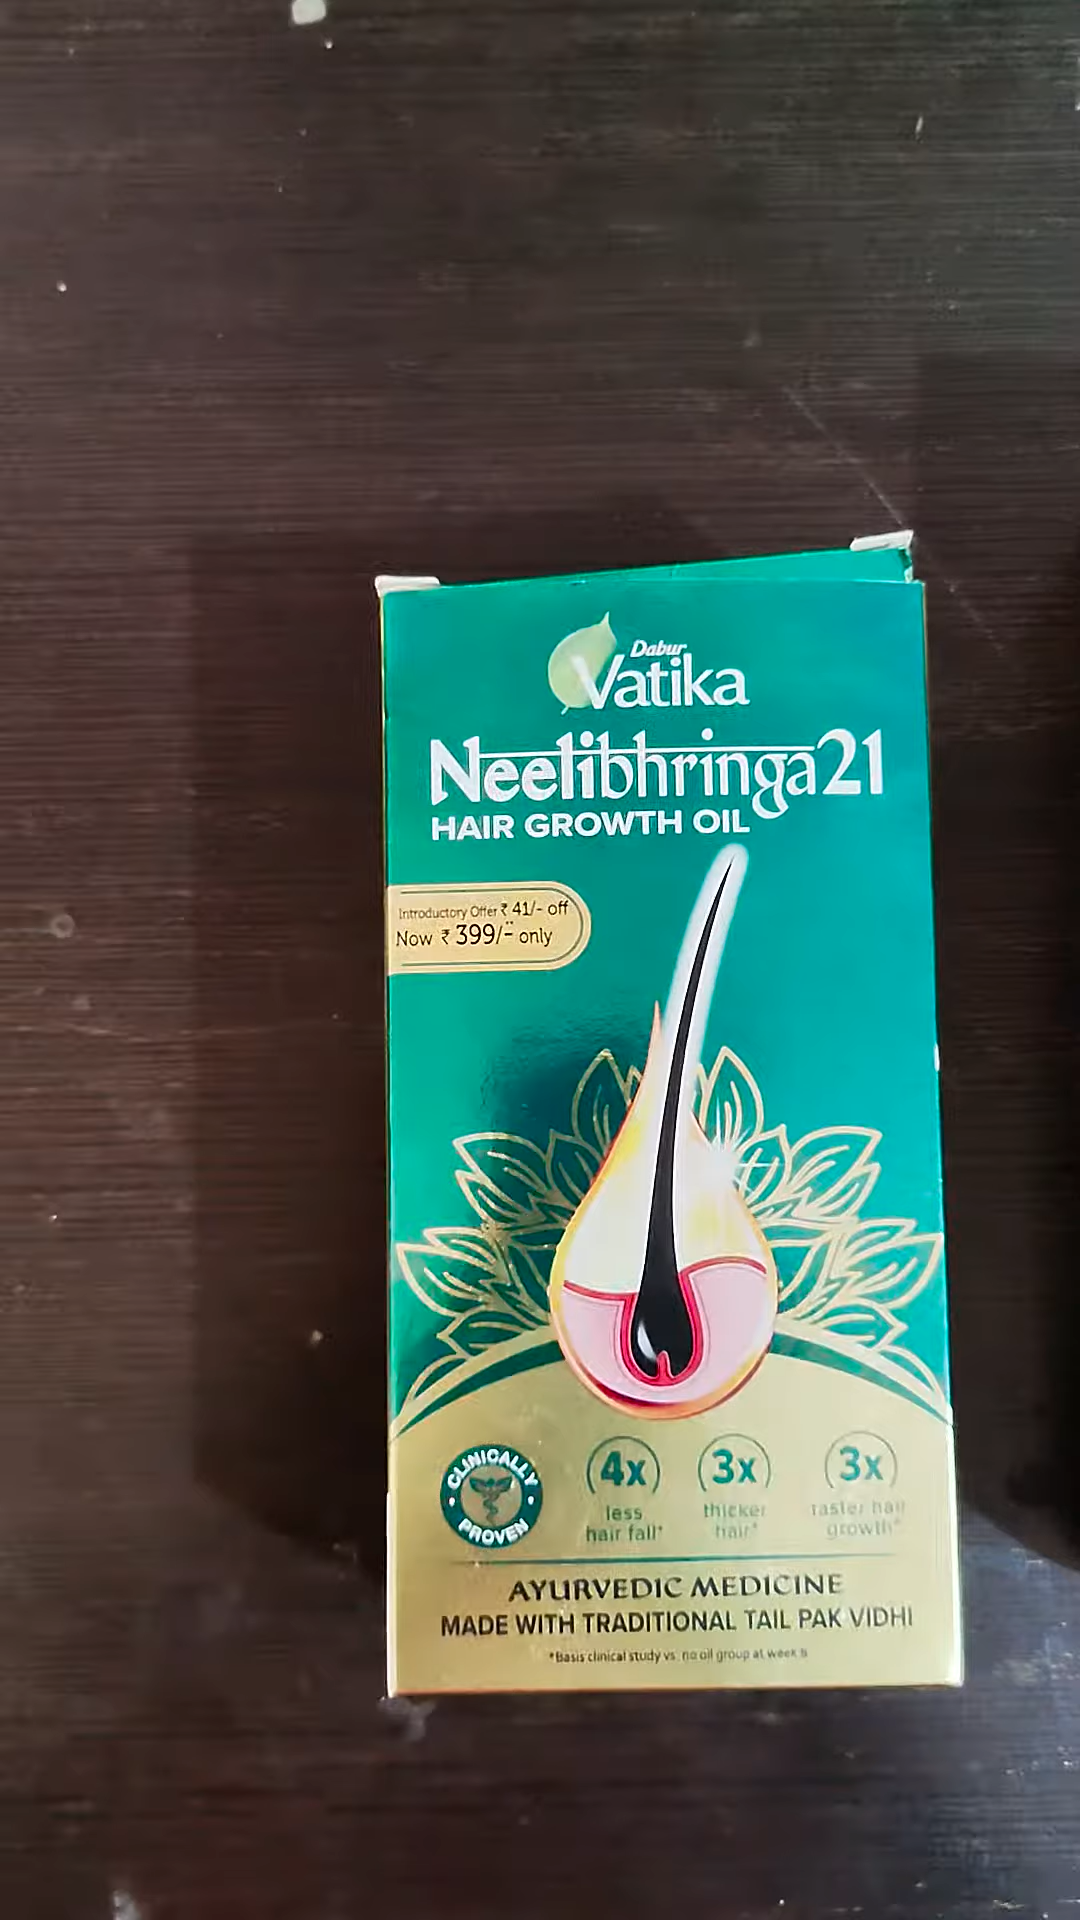 Dabur
Vatika
Neelibhringa21
HAIR GROWTH OIL
Introductory Offer ₹ 41/- off
Now ₹ 399/- only
CLINICALLY PROVEN
4x
less
hair fall*
3x
thicker
hair*
3x
faster hair
growth*
AYURVEDIC MEDICINE
MADE WITH TRADITIONAL TAIL PAK VIDHI
*Basis clinical study vs. no oil group at week